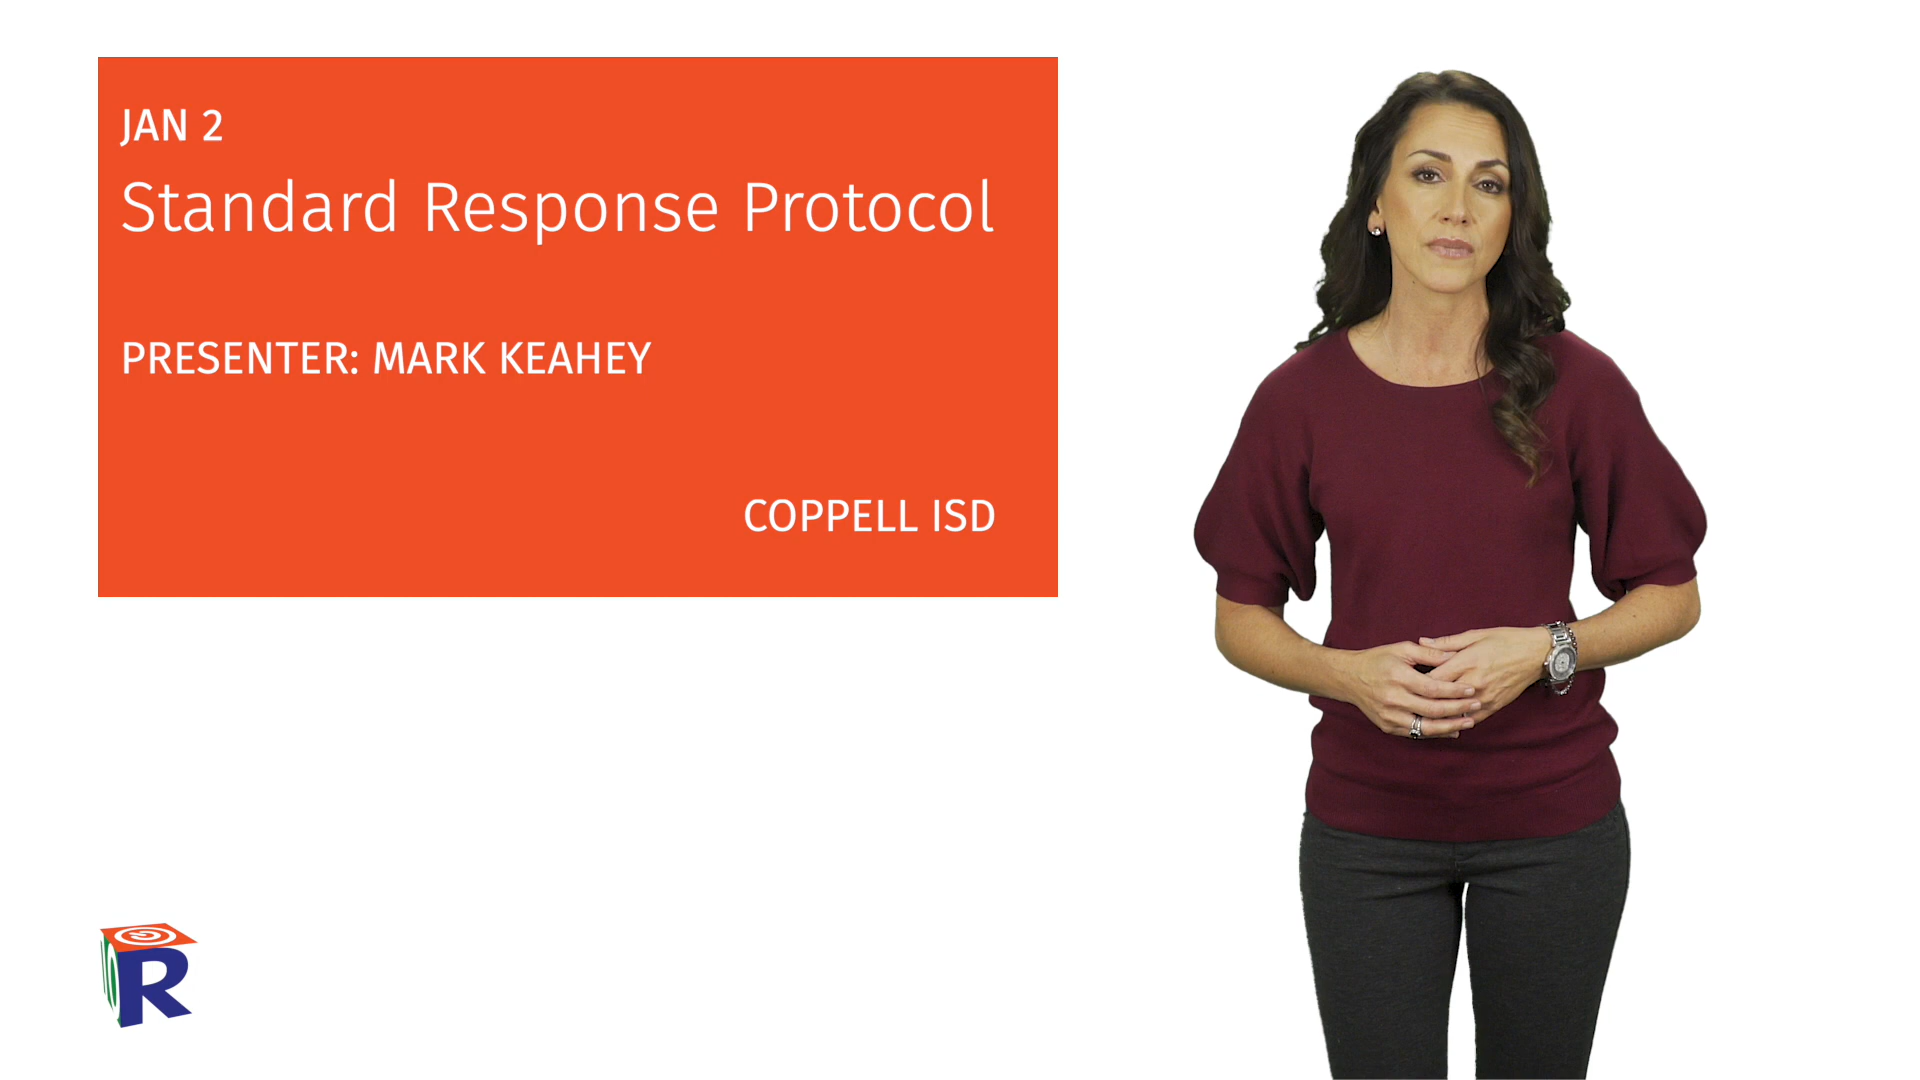 JAN 2
Standard Response Protocol
PRESENTER: MARK KEAHEY
COPPELL ISD
R